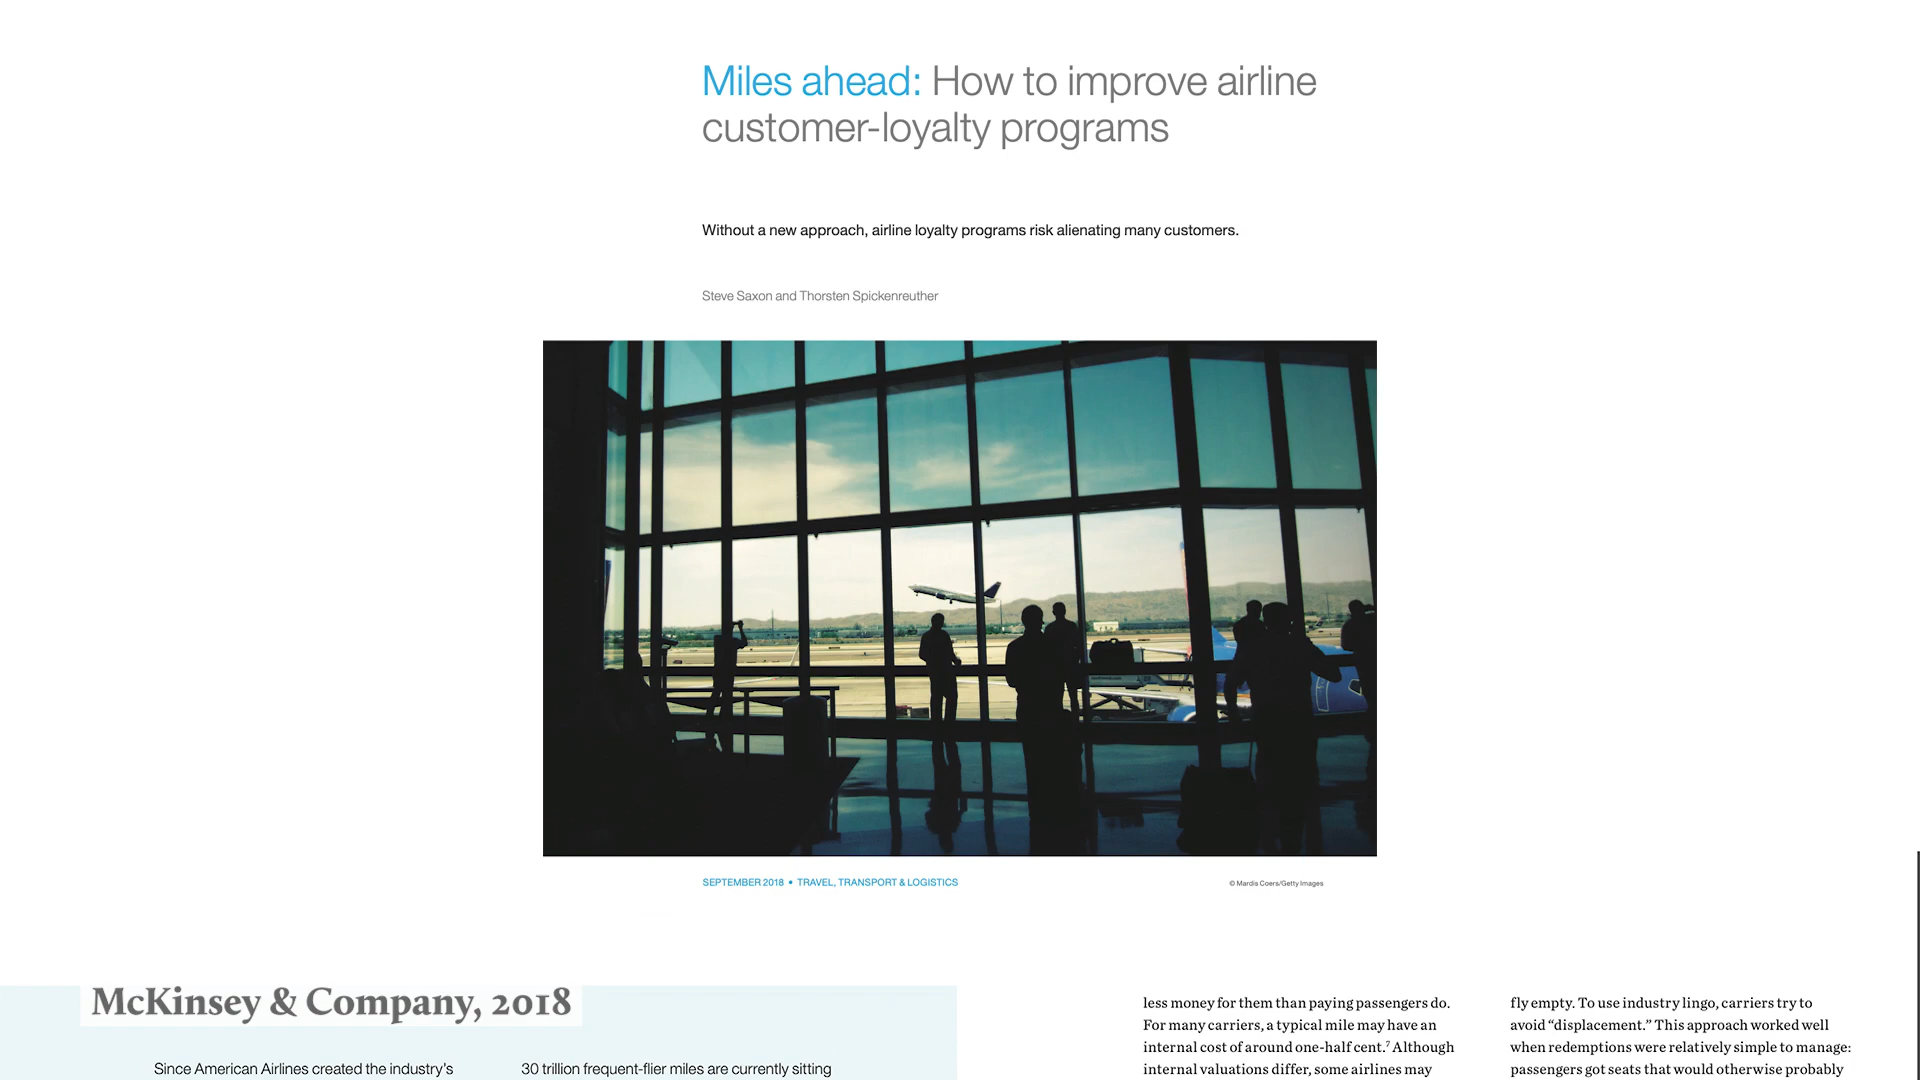 Miles ahead: How to improve airline
customer-loyalty programs
Without a new approach, airline loyalty programs risk alienating many customers.
Steve Saxon and Thorsten Spickenreuther
SEPTEMBER 2018 • TRAVEL, TRANSPORT & LOGISTICS
© Mardis Coers/Getty Images
McKinsey & Company, 2018
Since American Airlines created the industry’s
30 trillion frequent-flier miles are currently sitting
less money for them than paying passengers do.
For many carriers, a typical mile may have an
internal cost of around one-half cent.⁷ Although
internal valuations differ, some airlines may
fly empty. To use industry lingo, carriers try to
avoid “displacement.” This approach worked well
when redemptions were relatively simple to manage:
passengers got seats that would otherwise probably